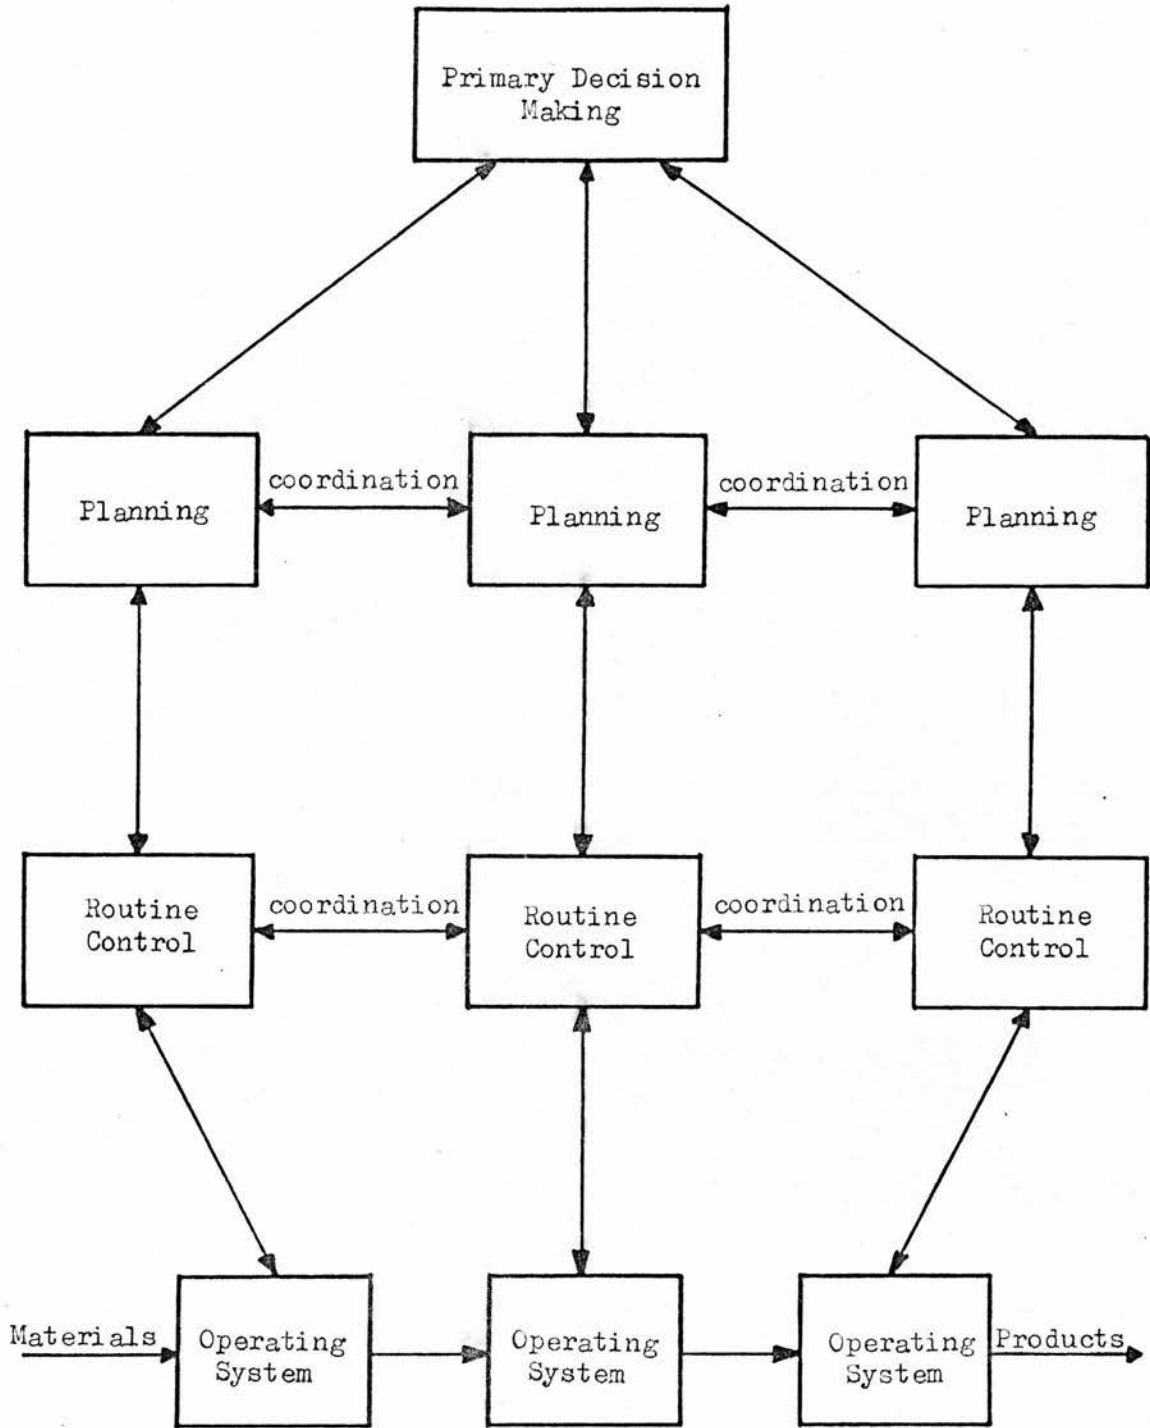 Primary Decision
Making
coordination
coordination
Planning
Planning
Planning
coordination
coordination
Routine
Control
Routine
Control
Routine
Control
Materials
Operating
System
Operating
System
Operating
System
Products